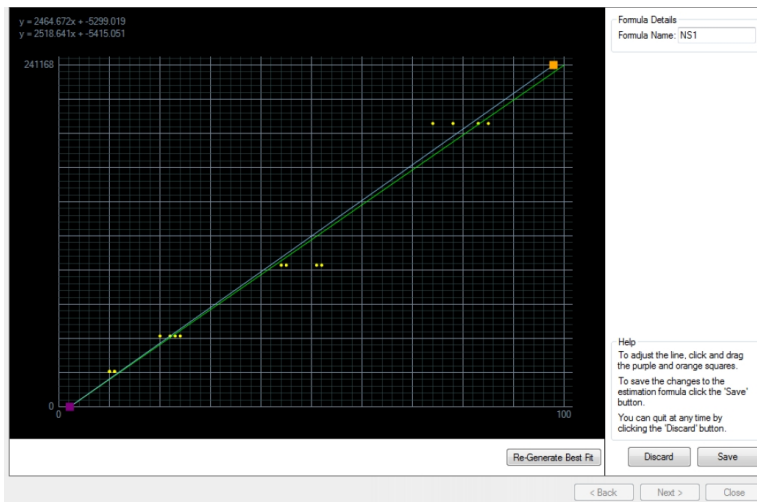 y = 2464.672x + -5299.019
y = 2518.641x + -5415.051
241168
0
100
Re-Generate Best Fit
Formula Details
Formula Name: NS1
Help
To adjust the line, click and drag
the purple and orange squares.
To save the changes to the
estimation formula click the 'Save'
button.
You can quit at any time by
clicking the 'Discard' button.
Discard
Save
< Back
Next >
Close